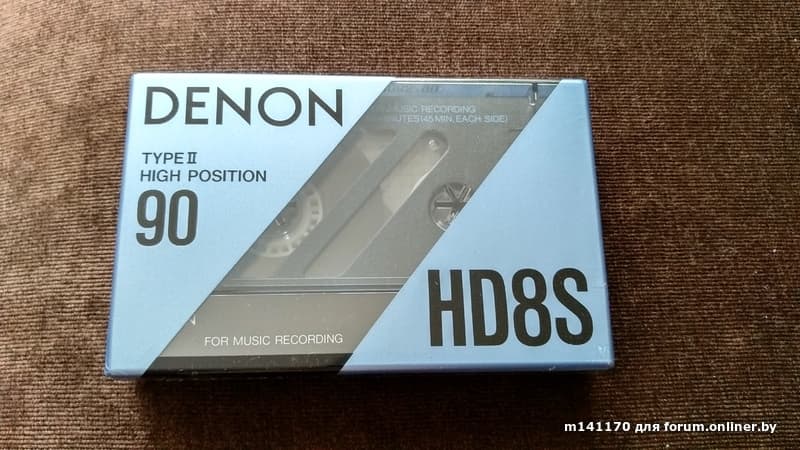 DENON
MUSIC RECORDING
(45 MIN. EACH SIDE)
TYPE II
HIGH POSITION
90
HD8S
FOR MUSIC RECORDING
m141170 для forum.onliner.by